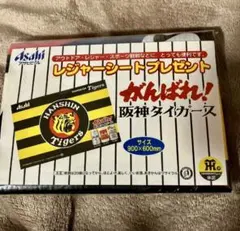 Asahi
アウトドア・レジャー・スポーツ観戦などに、とっても便利です。
レジャーシートプレゼント
がんばれ!
阪神タイガース
Asahi
HANSHIN
Tigers
サイズ
900×600mm